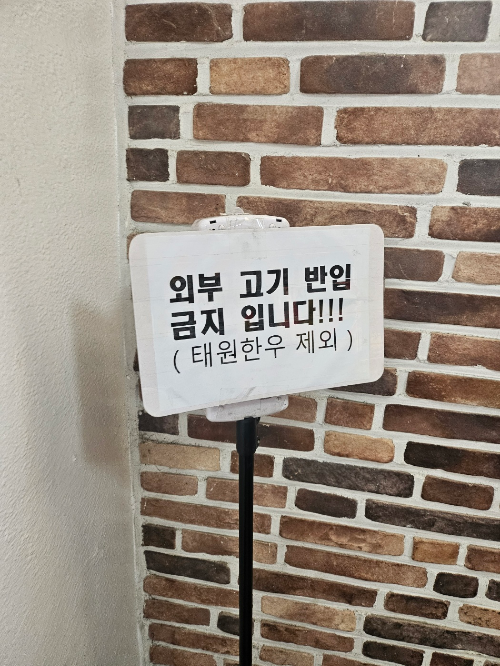 외부 고기 반입
금지 입니다!!!
( 태원한우 제외 )